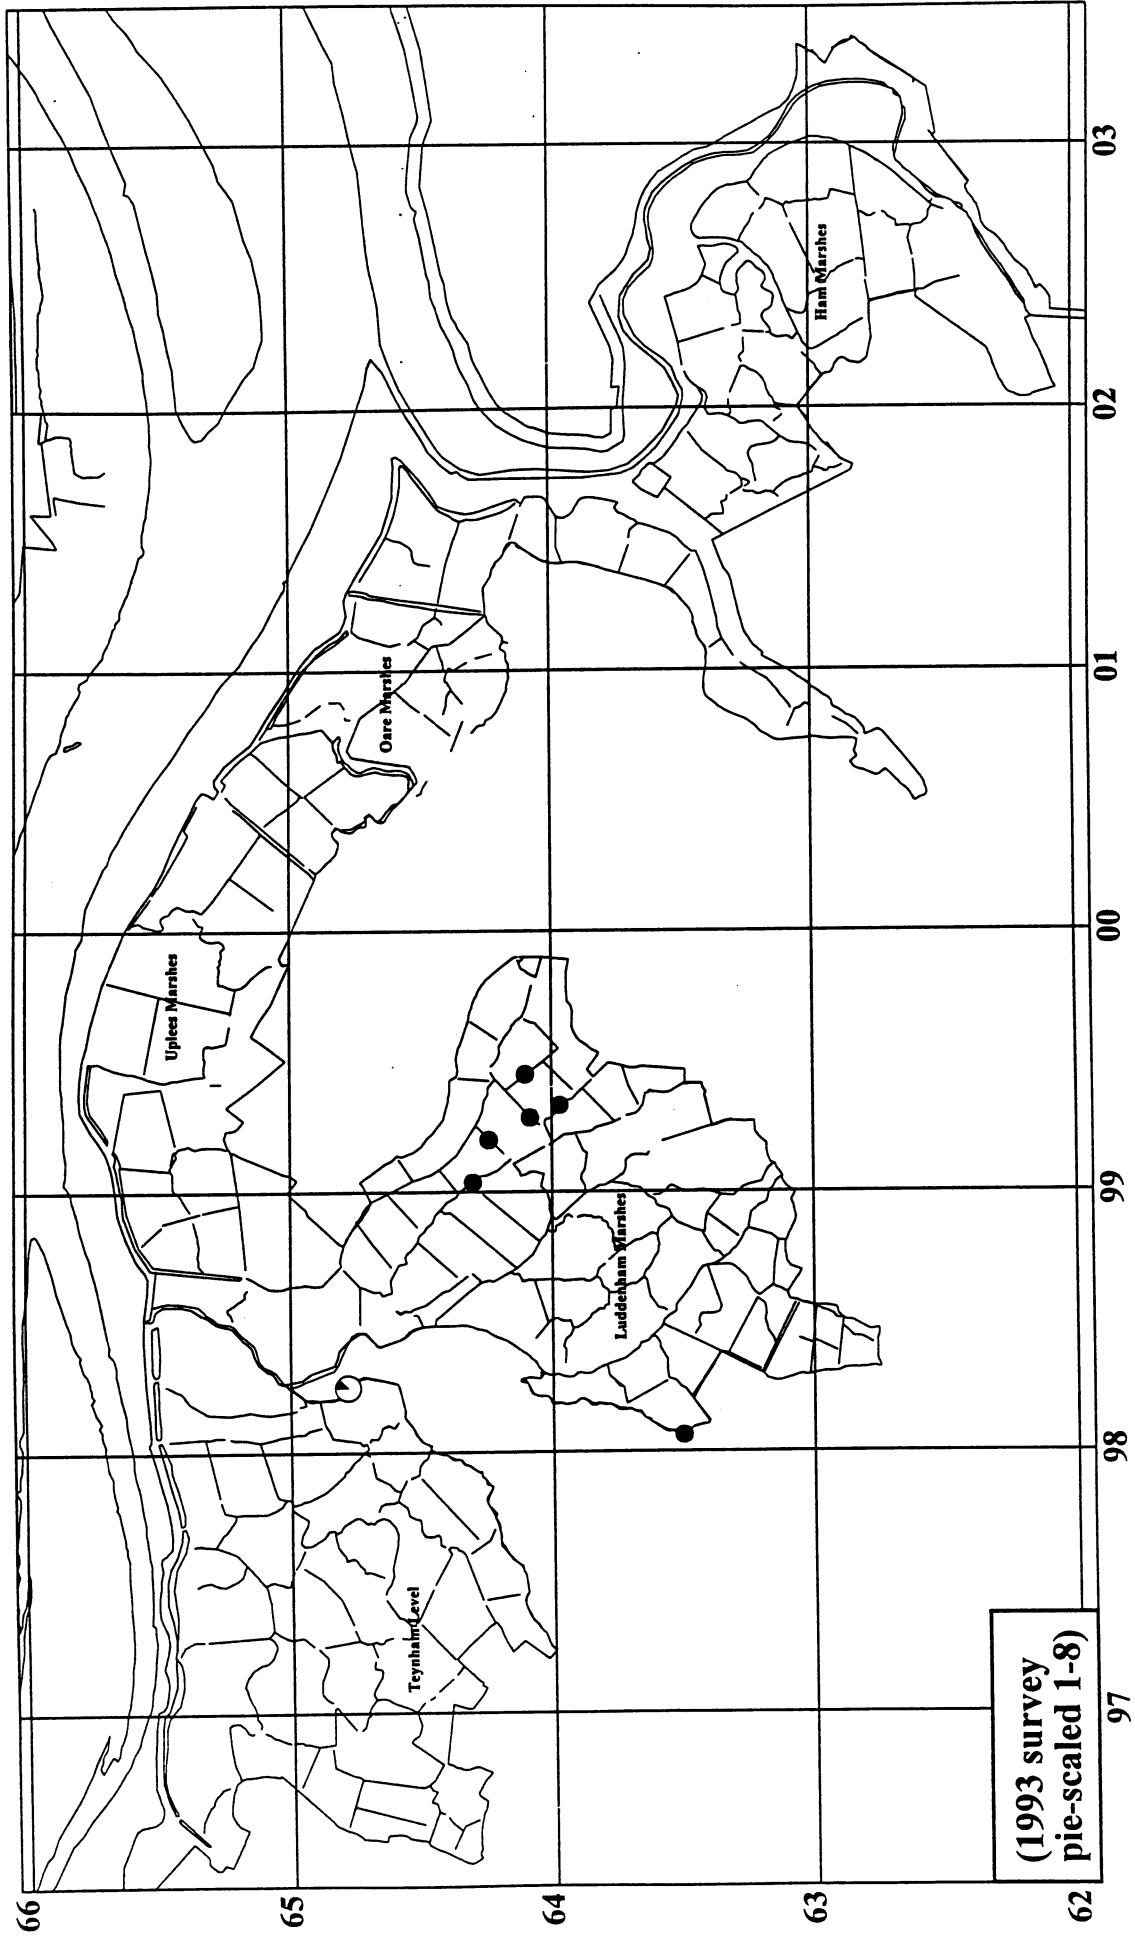 66
65
64
63
62
97
98
99
00
01
02
03
Teynham Level
Luddenham Marshes
Uplees Marshes
Oare Marshes
Ham Marshes
(1993 survey
pie-scaled 1-8)